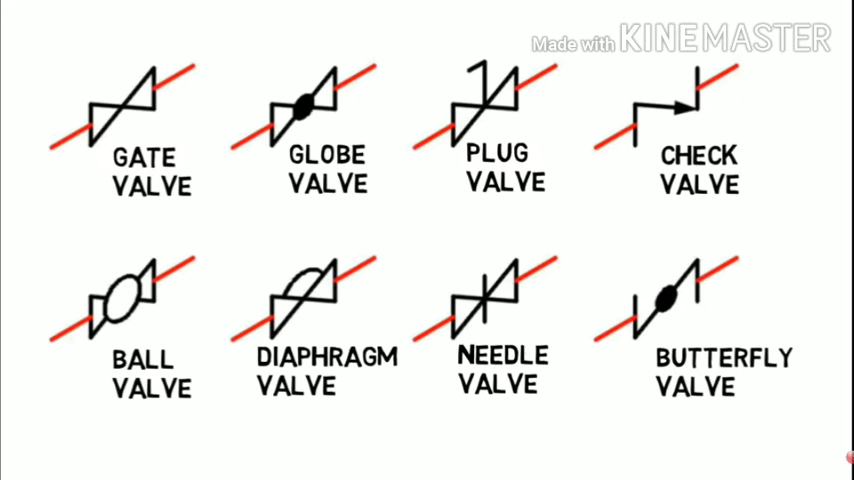 Made with KINEMASTER
GATE
VALVE
GLOBE
VALVE
PLUG
VALVE
CHECK
VALVE
BALL
VALVE
DIAPHRAGM
VALVE
NEEDLE
VALVE
BUTTERFLY
VALVE